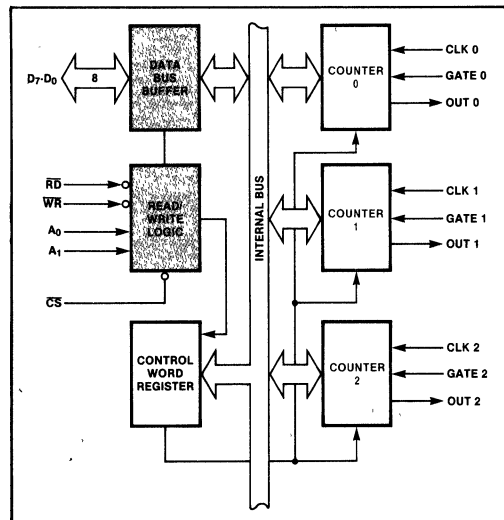 D7-D0
8
DATA
BUS
BUFFER
COUNTER
0
CLK 0
GATE 0
OUT 0
RD
WR
A0
A1
CS
READ/
WRITE
LOGIC
INTERNAL BUS
COUNTER
1
CLK 1
GATE 1
OUT 1
CONTROL
WORD
REGISTER
COUNTER
2
CLK 2
GATE 2
OUT 2